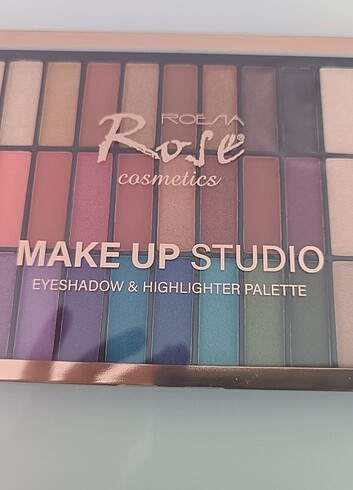 ROESIA
Rose®
cosmetics
MAKE UP STUDIO
EYESHADOW & HIGHLIGHTER PALETTE